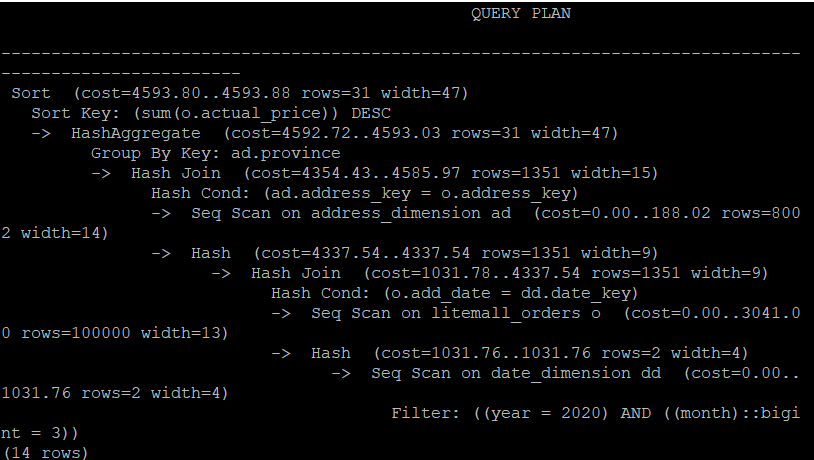 QUERY PLAN
--------------------------------------------------------------------------------
------------------------
Sort  (cost=4593.80..4593.88 rows=31 width=47)
Sort Key: (sum(o.actual_price)) DESC
->  HashAggregate  (cost=4592.72..4593.03 rows=31 width=47)
Group By Key: ad.province
->  Hash Join  (cost=4354.43..4585.97 rows=1351 width=15)
Hash Cond: (ad.address_key = o.address_key)
->  Seq Scan on address_dimension ad  (cost=0.00..188.02 rows=800
2 width=14)
->  Hash  (cost=4337.54..4337.54 rows=1351 width=9)
->  Hash Join  (cost=1031.78..4337.54 rows=1351 width=9)
Hash Cond: (o.add_date = dd.date_key)
->  Seq Scan on litemall_orders o  (cost=0.00..3041.0
0 rows=100000 width=13)
->  Hash  (cost=1031.76..1031.76 rows=2 width=4)
->  Seq Scan on date_dimension dd  (cost=0.00..
1031.76 rows=2 width=4)
Filter: ((year = 2020) AND ((month)::bigi
nt = 3))
(14 rows)